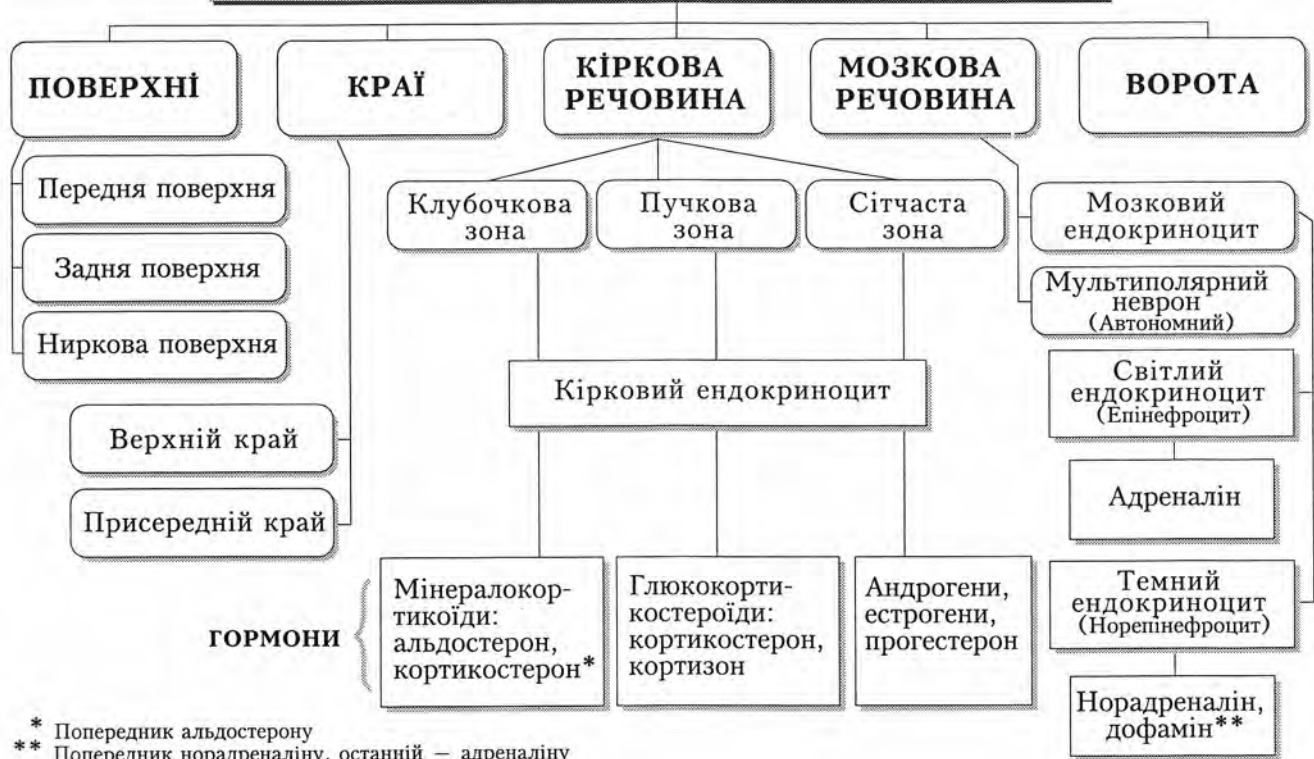 ПОВЕРХНІ
КРАЇ
КІРКОВА
РЕЧОВИНА
МОЗКОВА
РЕЧОВИНА
ВОРОТА
Передня поверхня
Задня поверхня
Ниркова поверхня
Верхній край
Присередній край
Клубочкова
зона
Пучкова
зона
Сітчаста
зона
Кірковий ендокриноцит
Мозковий
ендокриноцит
Мультиполярний
неврон
(Автономний)
Світлий
ендокриноцит
(Епінефроцит)
Адреналін
Темний
ендокриноцит
(Норепінефроцит)
Норадреналін,
дофамін**
ГОРМОНИ
Мінералокор-
тикоїди:
альдостерон,
кортикостерон*
Глюкокорти-
костероїди:
кортикостерон,
кортизон
Андрогени,
естрогени,
прогестерон
* Попередник альдостерону
** Попередник норадреналіну, останній – адреналіну